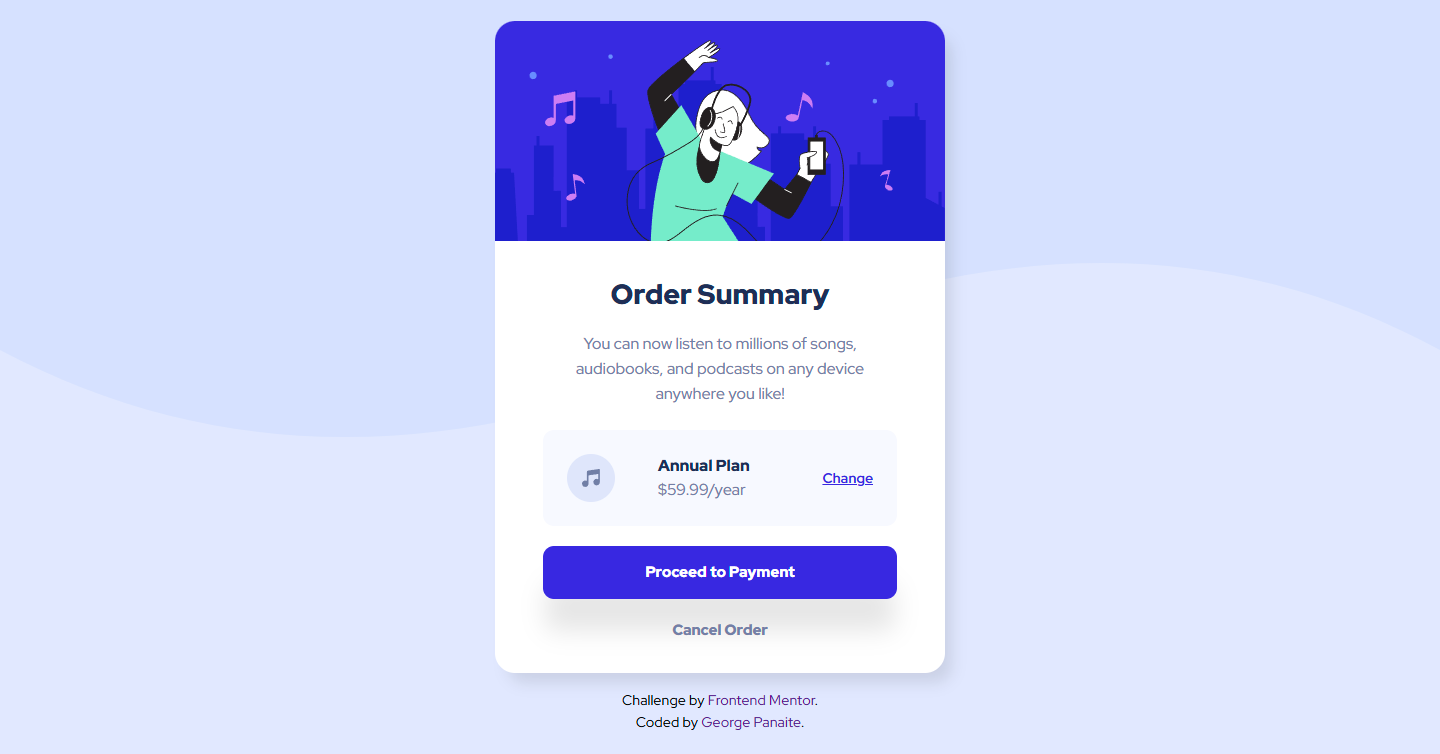 Order Summary
You can now listen to millions of songs,
audiobooks, and podcasts on any device
anywhere you like!
Annual Plan
$59.99/year
Change
Proceed to Payment
Cancel Order
Challenge by Frontend Mentor.
Coded by George Panaite.